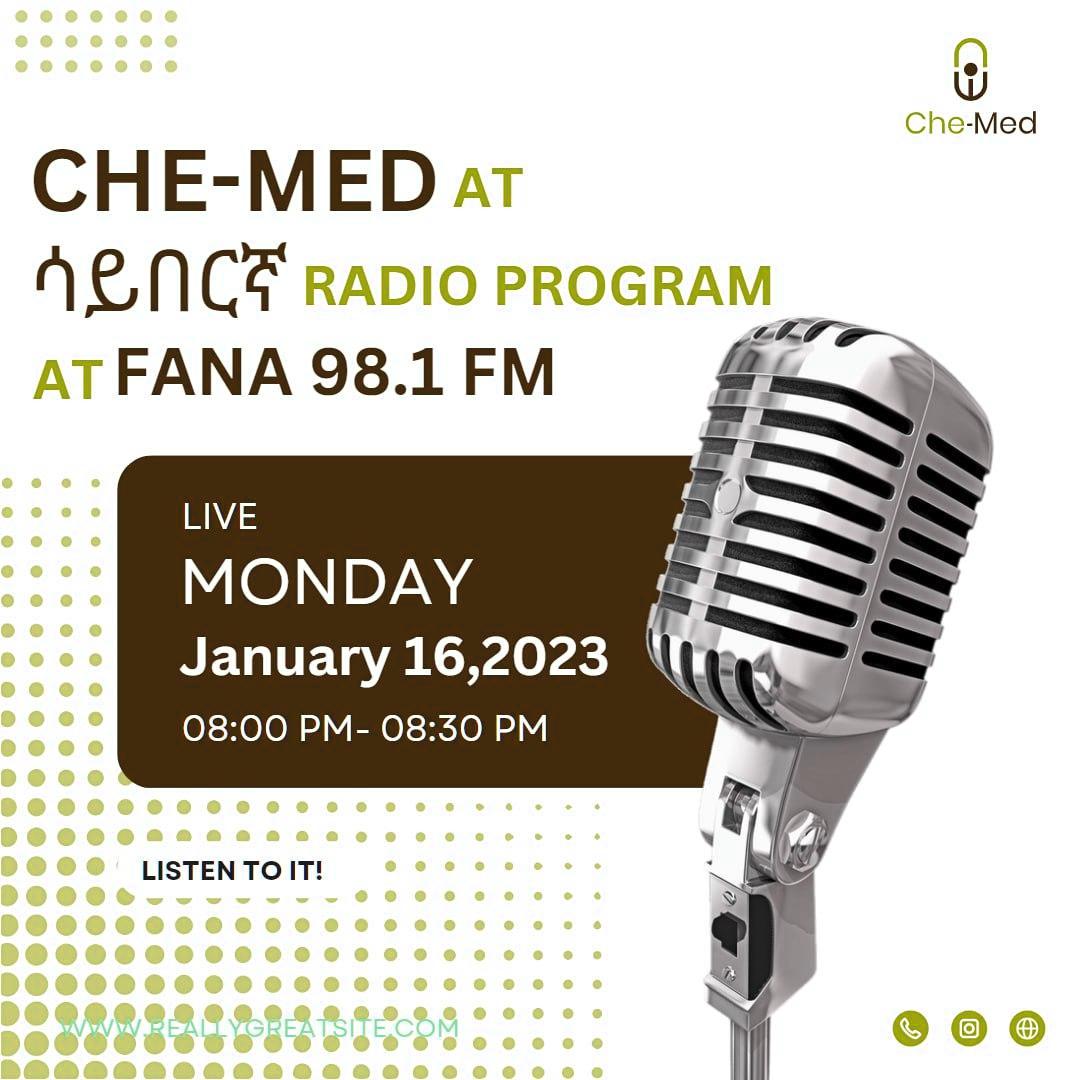 Che-Med
CHE-MED AT
ሳይበርኛ RADIO PROGRAM
AT FANA 98.1 FM
LIVE
MONDAY
January 16,2023
08:00 PM- 08:30 PM
LISTEN TO IT!
WWW.REALLYGREATSITE.COM